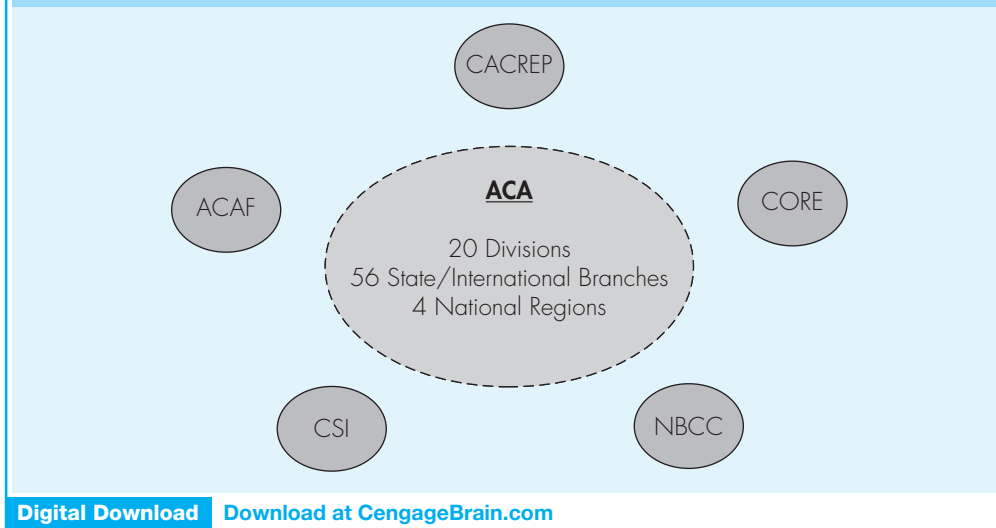 CACREP
ACAF
CORE
ACA
20 Divisions
56 State/International Branches
4 National Regions
CSI
NBCC
Digital Download Download at CengageBrain.com